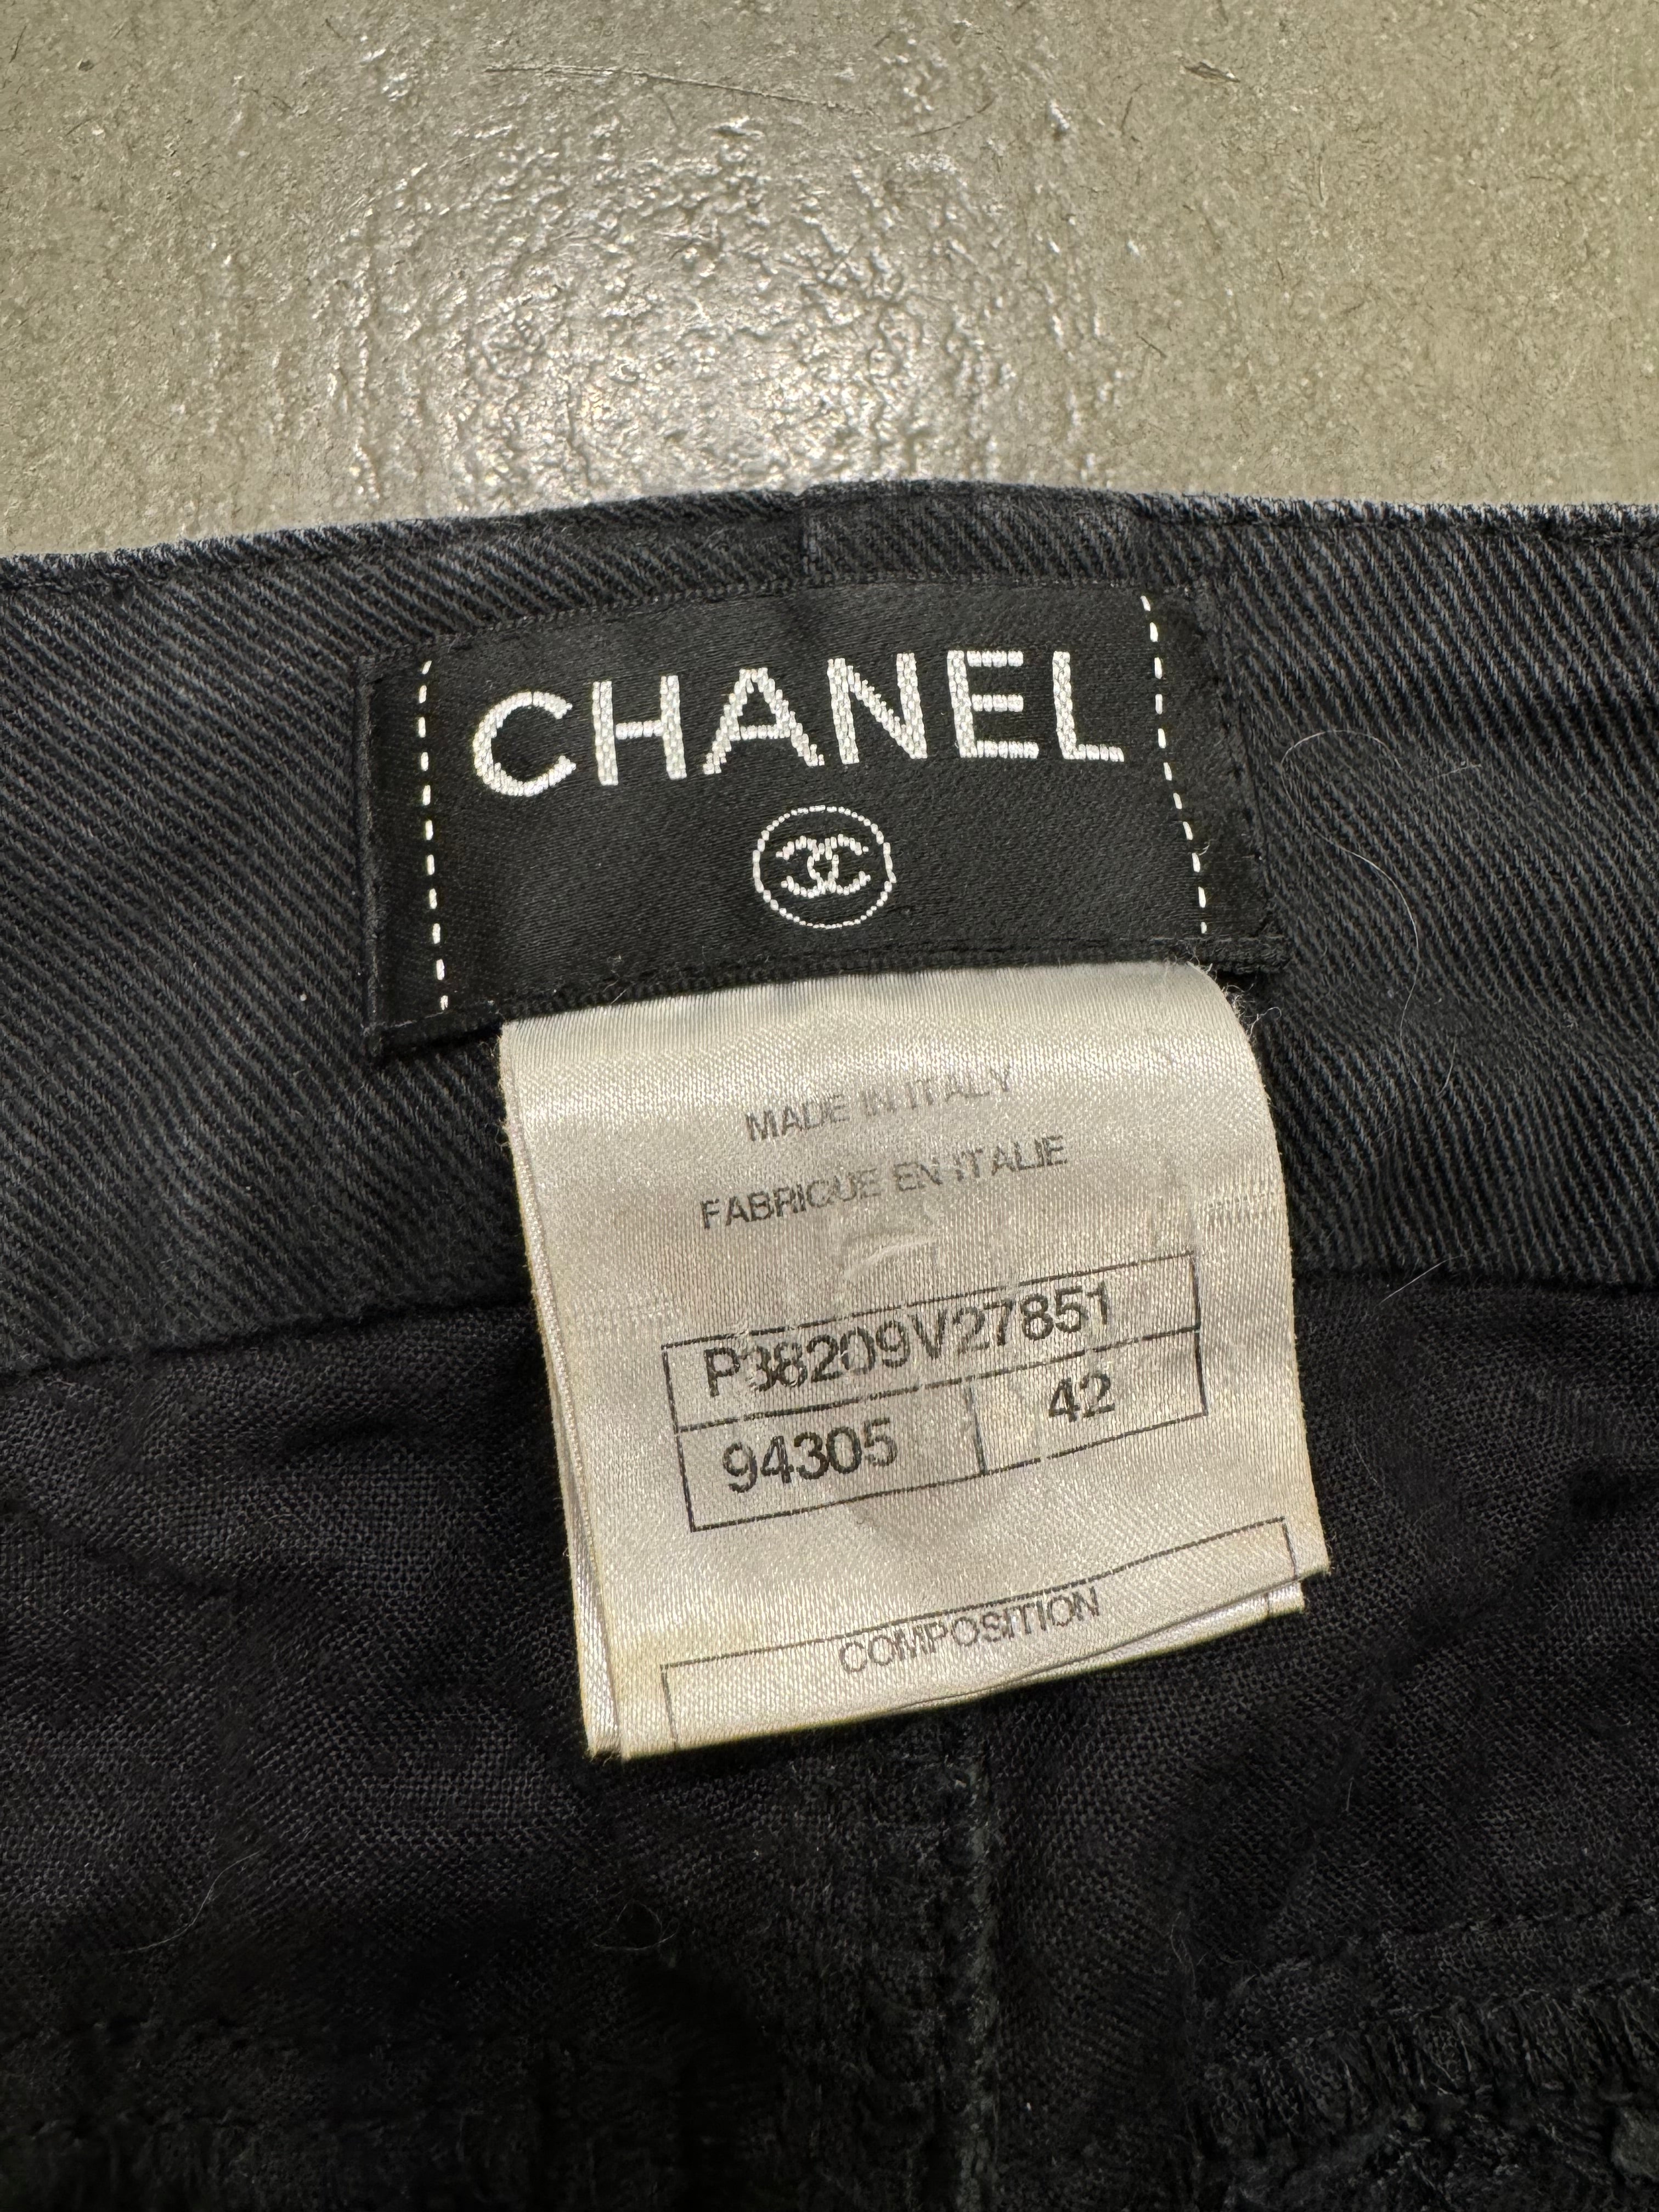 CHANEL
MADE IN ITALY
FABRIQUE EN ITALIE
P38209V27851
94305 42
COMPOSITION